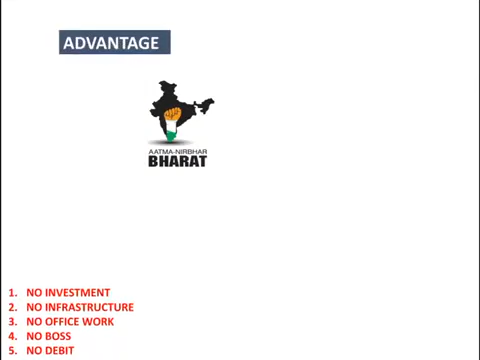 ADVANTAGE
AATMA-NIRBHAR
BHARAT
1. NO INVESTMENT
2. NO INFRASTRUCTURE
3. NO OFFICE WORK
4. NO BOSS
5. NO DEBIT